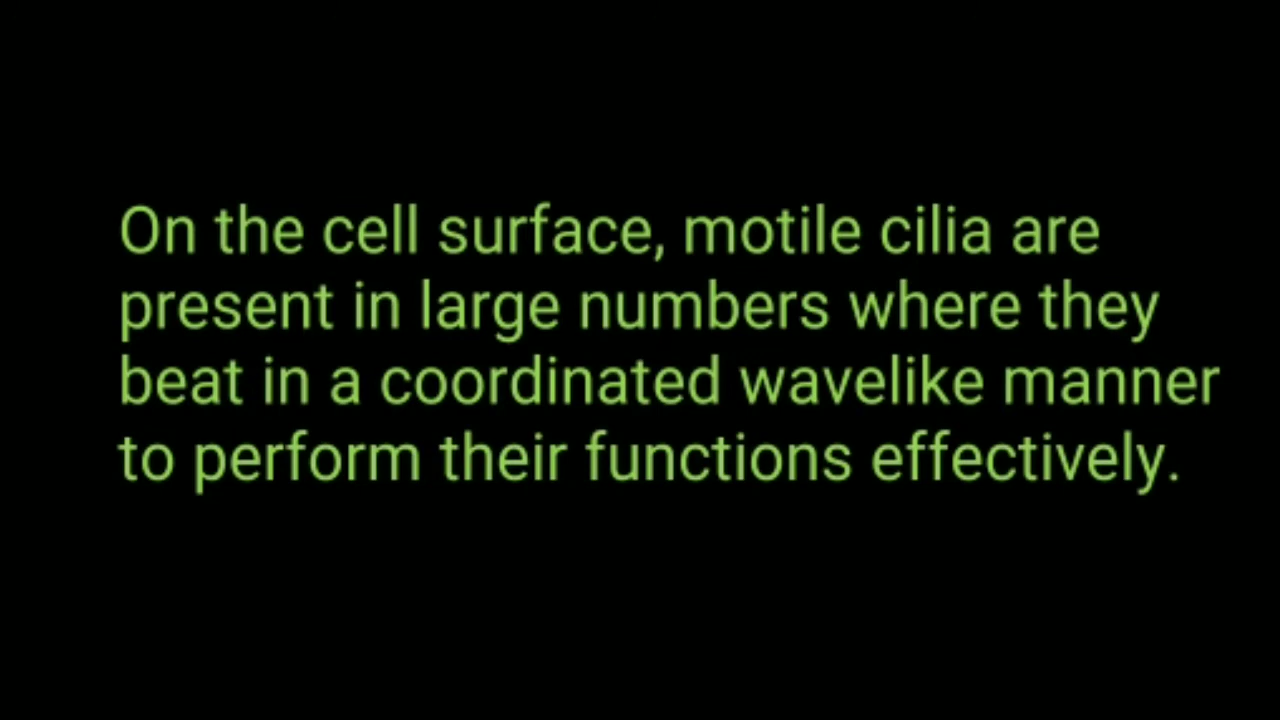 On the cell surface, motile cilia are
present in large numbers where they
beat in a coordinated wavelike manner
to perform their functions effectively.